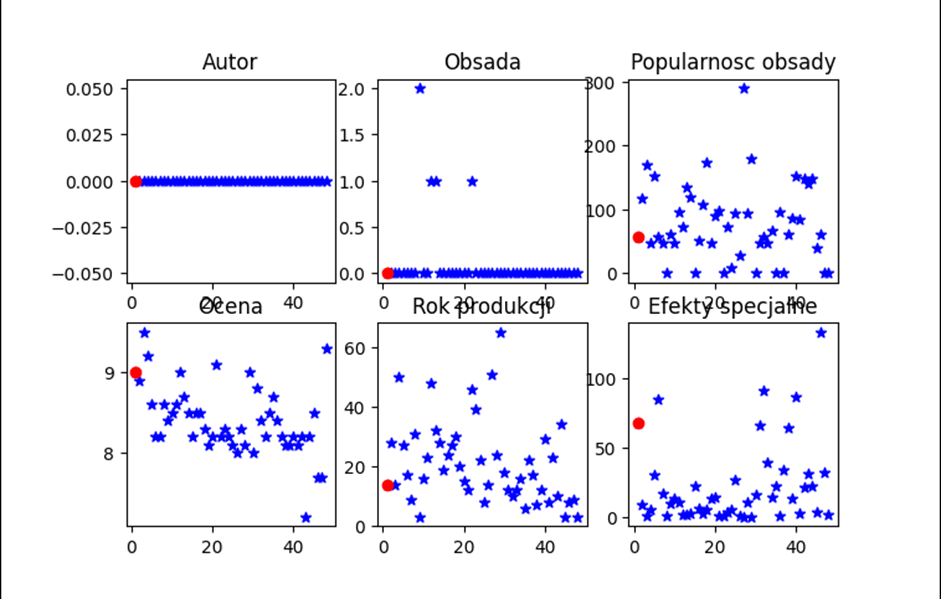 Autor
0.050
0.025
0.000
−0.025
−0.050
0 20 40
Obsada
2.0
1.5
1.0
0.5
0.0
0 20 40
Popularnosc obsady
300
200
100
0
0 20 40
Ocena
9
8
0 20 40
Rok produkcji
60
40
20
0
0 20 40
Efekty specjalne
100
50
0
0 20 40